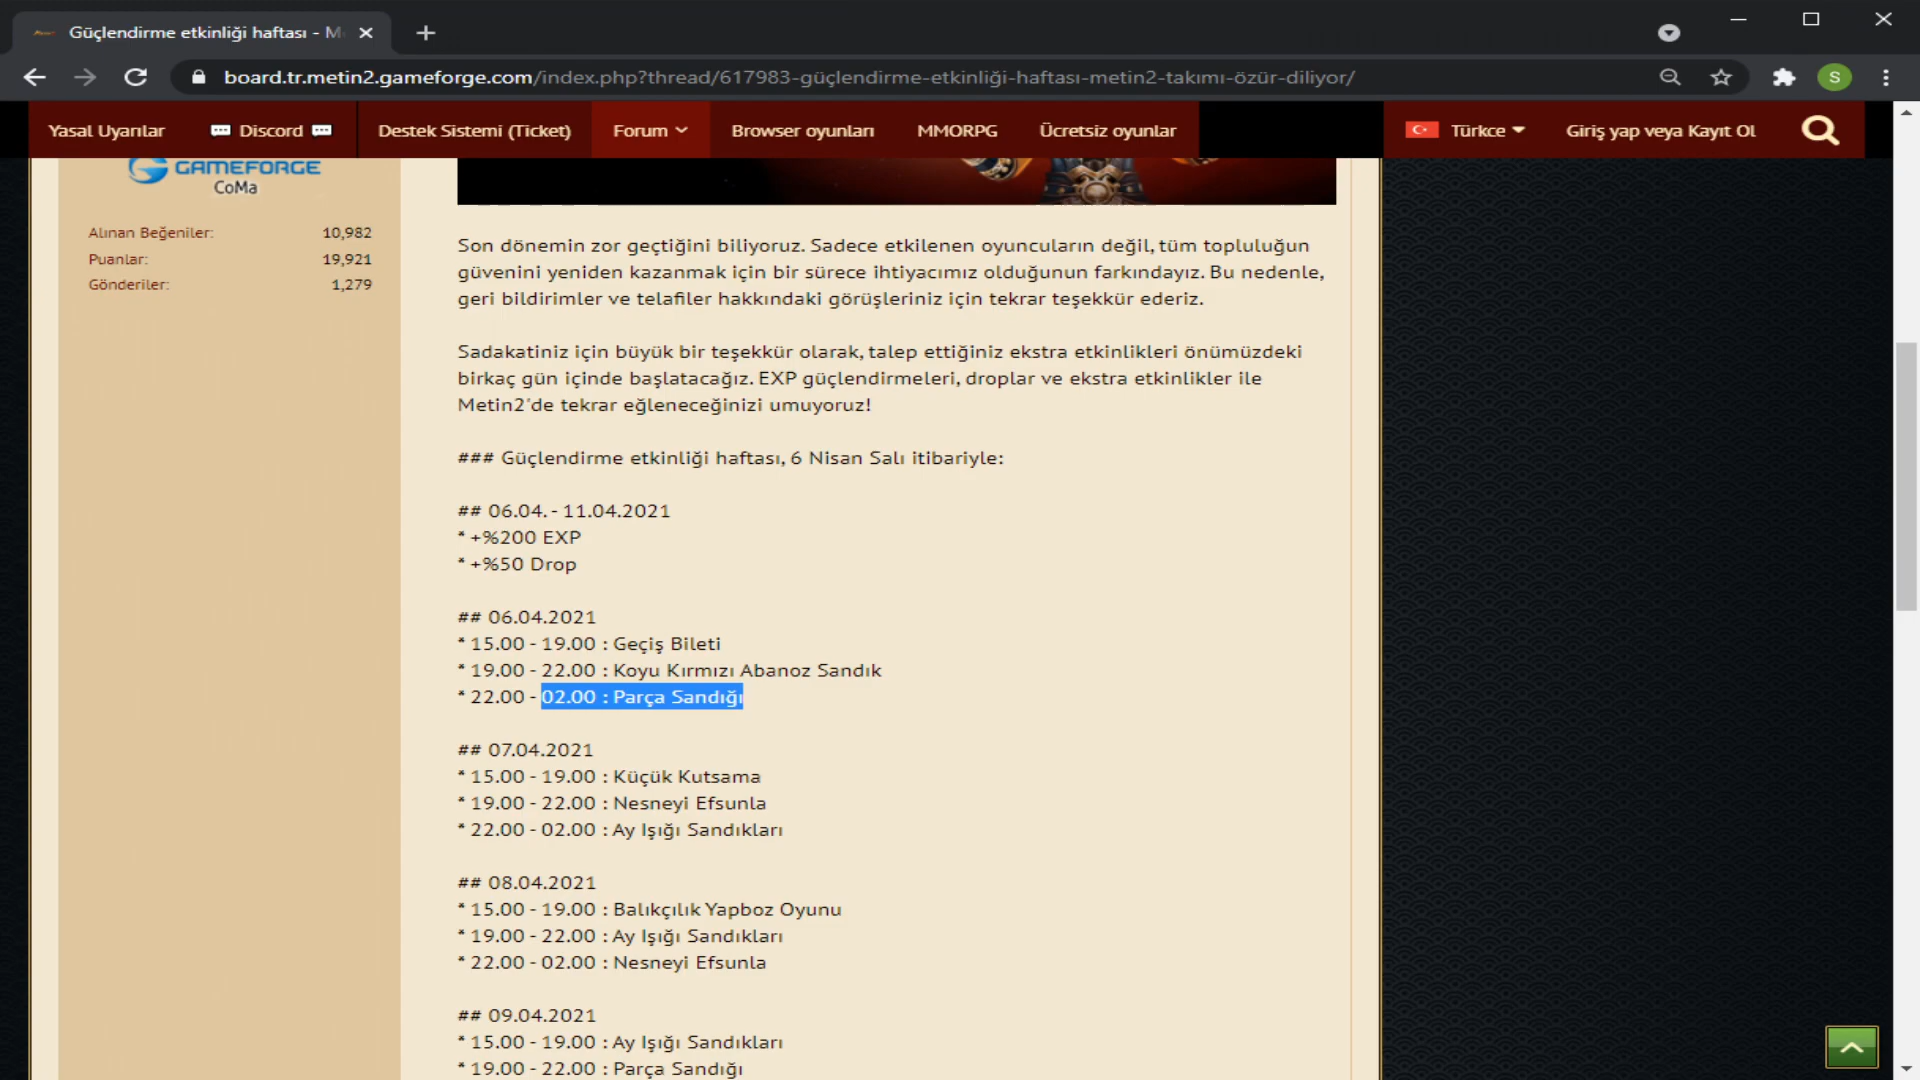 Güçlendirme etkinliği haftası - M
board.tr.metin2.gameforge.com/index.php?thread/617983-güçlendirme-etkinliği-haftası-metin2-takımı-özür-diliyor/
S
Yasal Uyarılar
Discord
Destek Sistemi (Ticket)
Forum
Browser oyunları
MMORPG
Ücretsiz oyunlar
Türkce
Giriş yap veya Kayıt Ol
GAMEFORGE
CoMa
Alınan Beğeniler: 10,982
Puanlar: 19,921
Gönderiler: 1,279
Son dönemin zor geçtiğini biliyoruz. Sadece etkilenen oyuncuların değil, tüm topluluğun
güvenini yeniden kazanmak için bir sürece ihtiyacımız olduğunun farkındayız. Bu nedenle,
geri bildirimler ve telafiler hakkındaki görüşleriniz için tekrar teşekkür ederiz.
Sadakatiniz için büyük bir teşekkür olarak, talep ettiğiniz ekstra etkinlikleri önümüzdeki
birkaç gün içinde başlatacağız. EXP güçlendirmeleri, droplar ve ekstra etkinlikler ile
Metin2'de tekrar eğleneceğinizi umuyoruz!
### Güçlendirme etkinliği haftası, 6 Nisan Salı itibariyle:
## 06.04. - 11.04.2021
* +%200 EXP
* +%50 Drop
## 06.04.2021
* 15.00 - 19.00 : Geçiş Bileti
* 19.00 - 22.00 : Koyu Kırmızı Abanoz Sandık
* 22.00 - 02.00 : Parça Sandığı
## 07.04.2021
* 15.00 - 19.00 : Küçük Kutsama
* 19.00 - 22.00 : Nesneyi Efsunla
* 22.00 - 02.00 : Ay Işığı Sandıkları
## 08.04.2021
* 15.00 - 19.00 : Balıkçılık Yapboz Oyunu
* 19.00 - 22.00 : Ay Işığı Sandıkları
* 22.00 - 02.00 : Nesneyi Efsunla
## 09.04.2021
* 15.00 - 19.00 : Ay Işığı Sandıkları
* 19.00 - 22.00 : Parça Sandığı